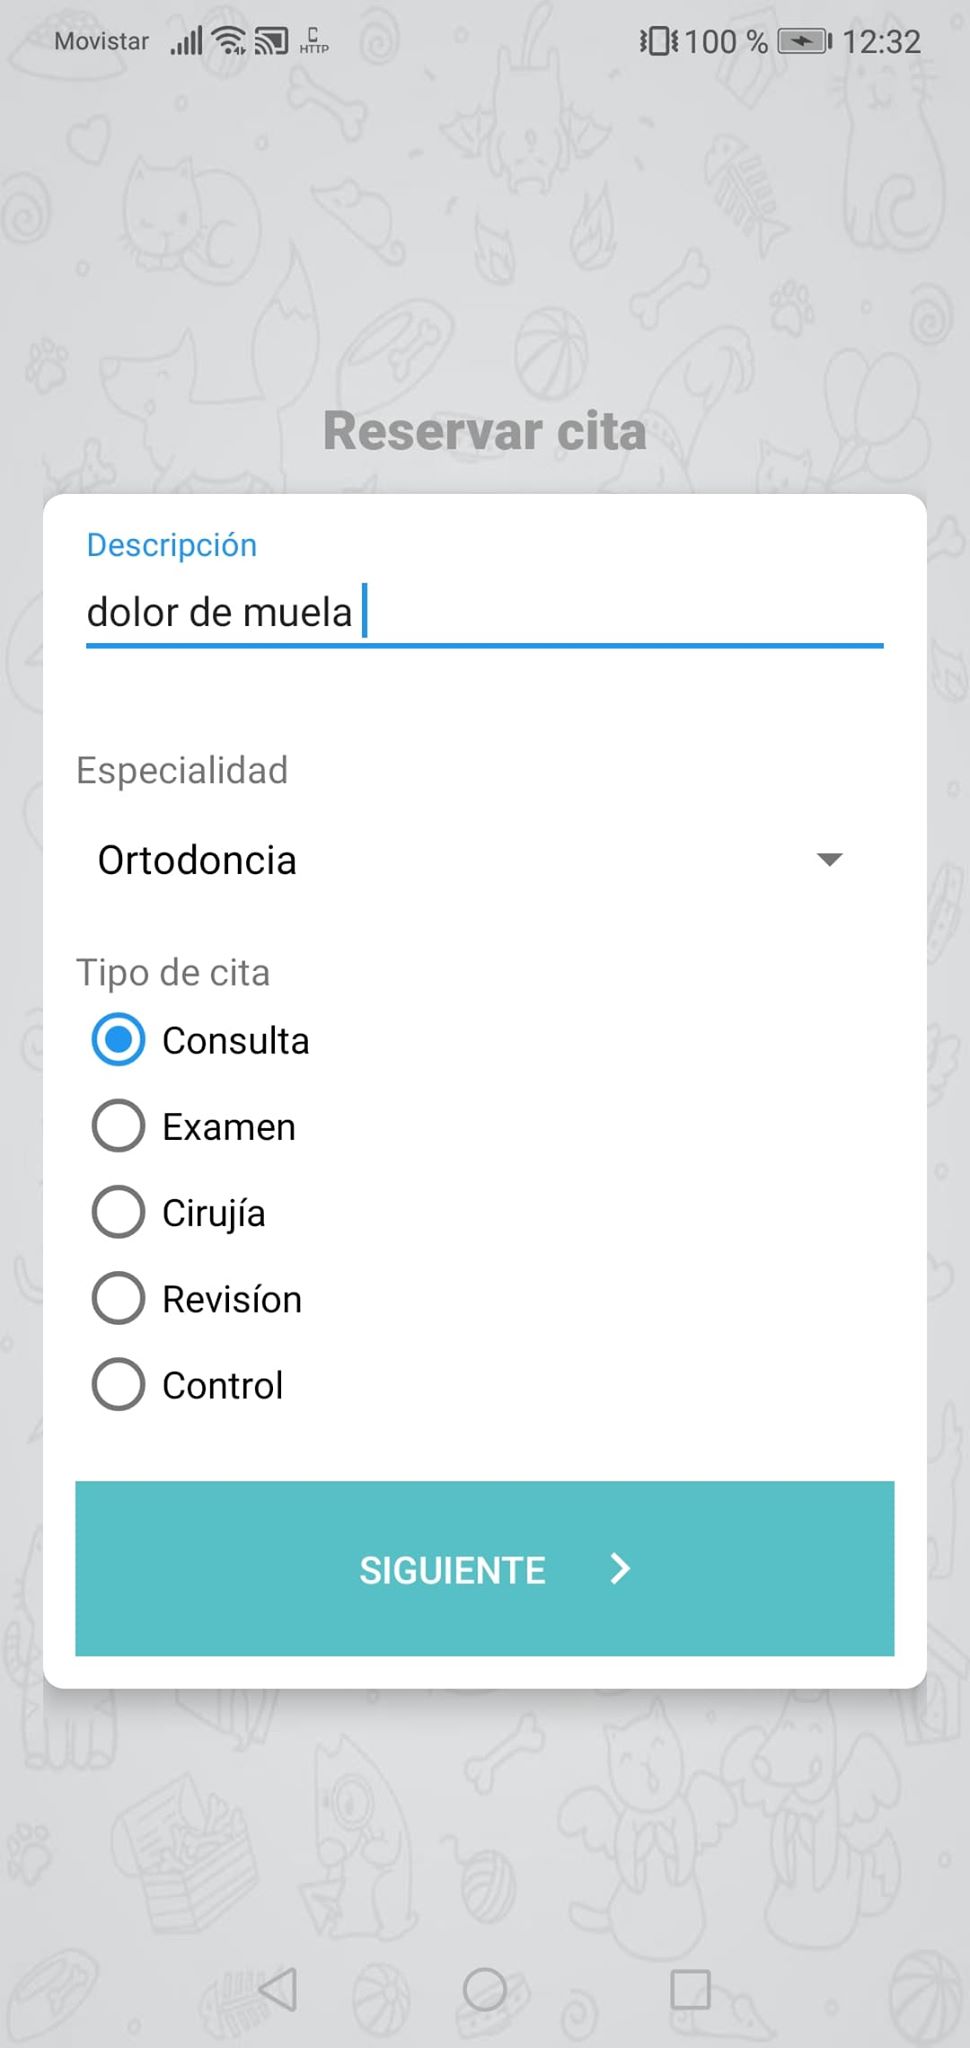 Movistar C HTTP 100 % 12:32
Reservar cita
Descripción
dolor de muela
Especialidad
Ortodoncia
Tipo de cita
Consulta
Examen
Cirujía
Revisíon
Control
SIGUIENTE